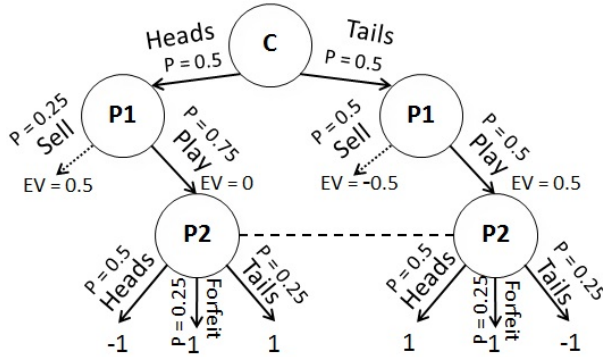 C
Heads
P = 0.5
Tails
P = 0.5
P1
P1
P = 0.25
Sell
EV = 0.5
P = 0.75
Play
EV = 0
P = 0.5
Sell
EV = -0.5
P = 0.5
Play
EV = 0.5
P2
P2
P = 0.5
Heads
P = 0.25
Forfeit
P = 0.25
Tails
P = 0.5
Heads
P = 0.25
Forfeit
P = 0.25
Tails
-1
1
1
1
1
-1